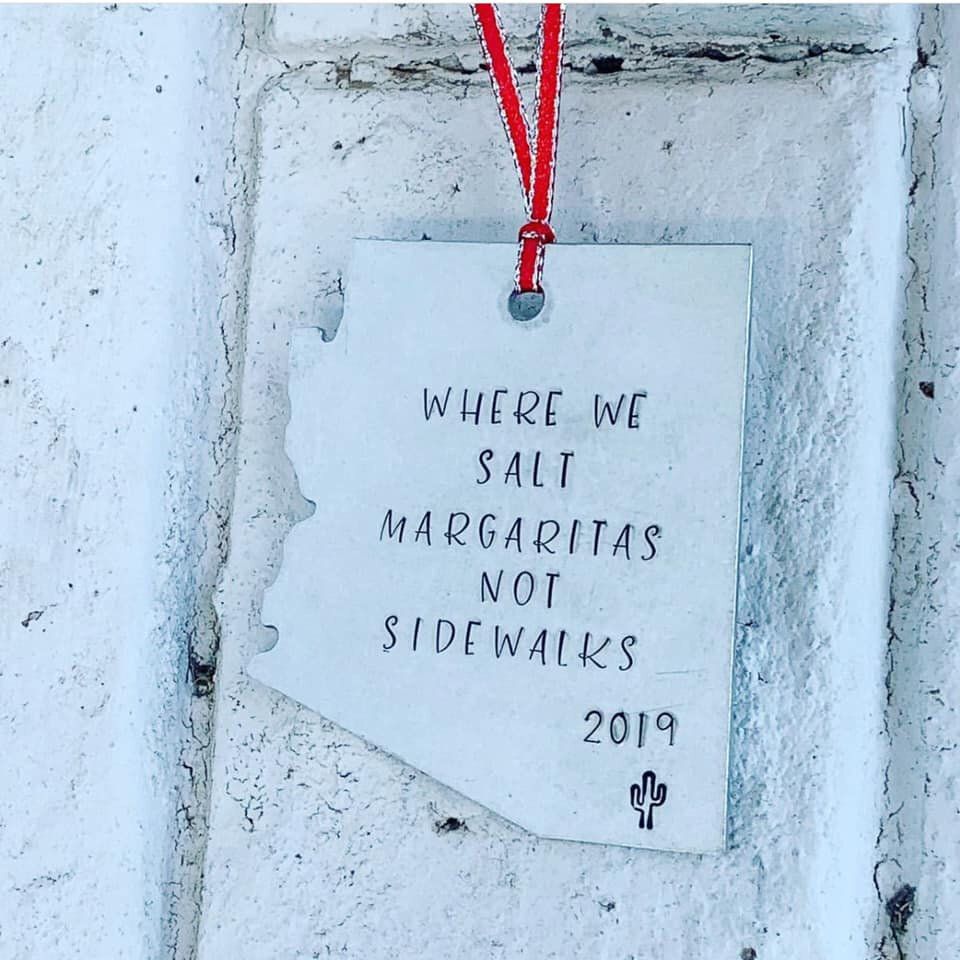 WHERE WE
SALT
MARGARITAS
NOT
SIDEWALKS
2019